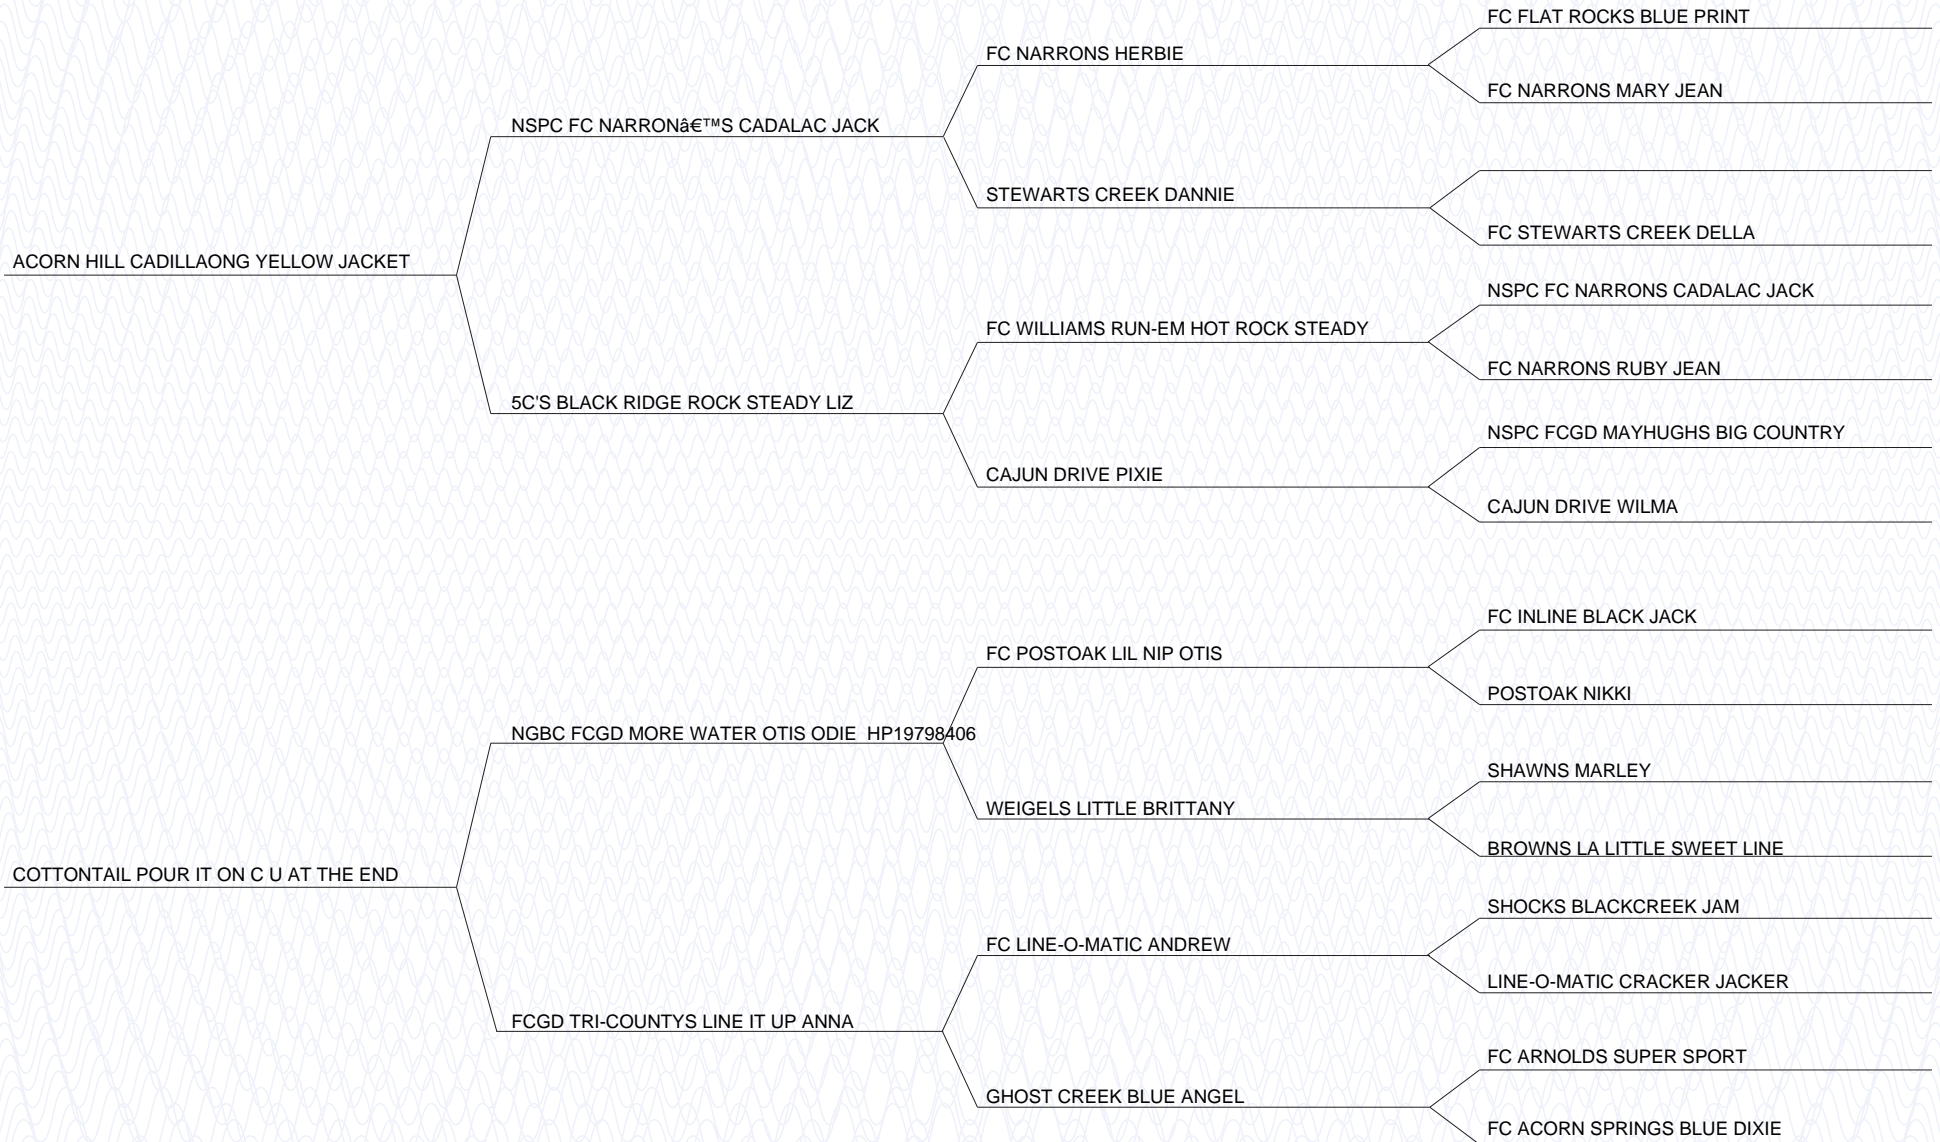 FC FLAT ROCKS BLUE PRINT
FC NARRONS HERBIE
FC NARRONS MARY JEAN
NSPC FC NARRONâ€™S CADALAC JACK
STEWARTS CREEK DANNIE
FC STEWARTS CREEK DELLA
ACORN HILL CADILLAONG YELLOW JACKET
NSPC FC NARRONS CADALAC JACK
FC WILLIAMS RUN-EM HOT ROCK STEADY
FC NARRONS RUBY JEAN
5C'S BLACK RIDGE ROCK STEADY LIZ
NSPC FCGD MAYHUGHS BIG COUNTRY
CAJUN DRIVE PIXIE
CAJUN DRIVE WILMA
FC INLINE BLACK JACK
FC POSTOAK LIL NIP OTIS
POSTOAK NIKKI
NGBC FCGD MORE WATER OTIS ODIE  HP19798406
SHAWNS MARLEY
WEIGELS LITTLE BRITTANY
BROWNS LA LITTLE SWEET LINE
COTTONTAIL POUR IT ON C U AT THE END
SHOCKS BLACKCREEK JAM
FC LINE-O-MATIC ANDREW
LINE-O-MATIC CRACKER JACKER
FCGD TRI-COUNTYS LINE IT UP ANNA
FC ARNOLDS SUPER SPORT
GHOST CREEK BLUE ANGEL
FC ACORN SPRINGS BLUE DIXIE